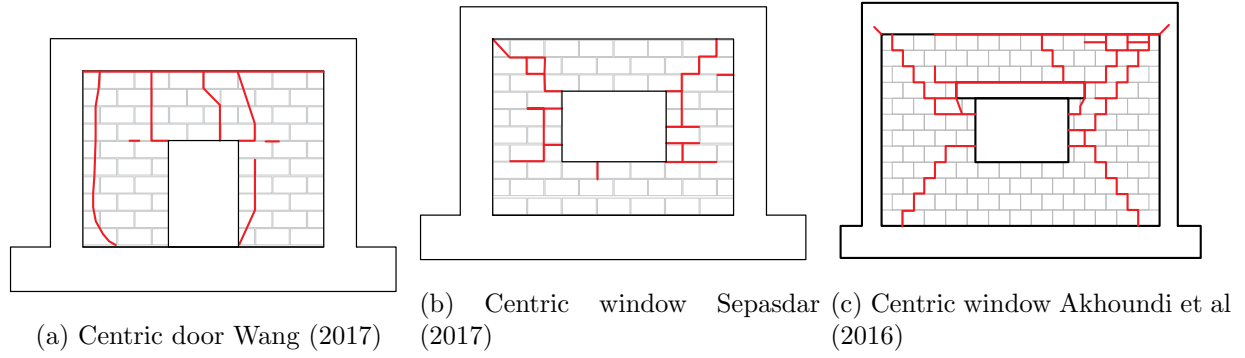 (a) Centric door Wang (2017)
(b) Centric window Sepasdar
(2017)
(c) Centric window Akhoundi et al
(2016)